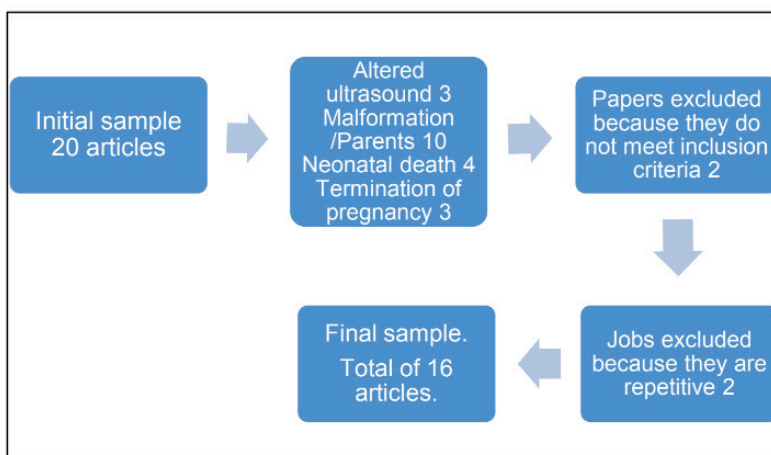 Initial sample
20 articles
Altered
ultrasound 3
Malformation
/Parents 10
Neonatal death 4
Termination of
pregnancy 3
Papers excluded
because they do
not meet inclusion
criteria 2
Jobs excluded
because they are
repetitive 2
Final sample.
Total of 16
articles.